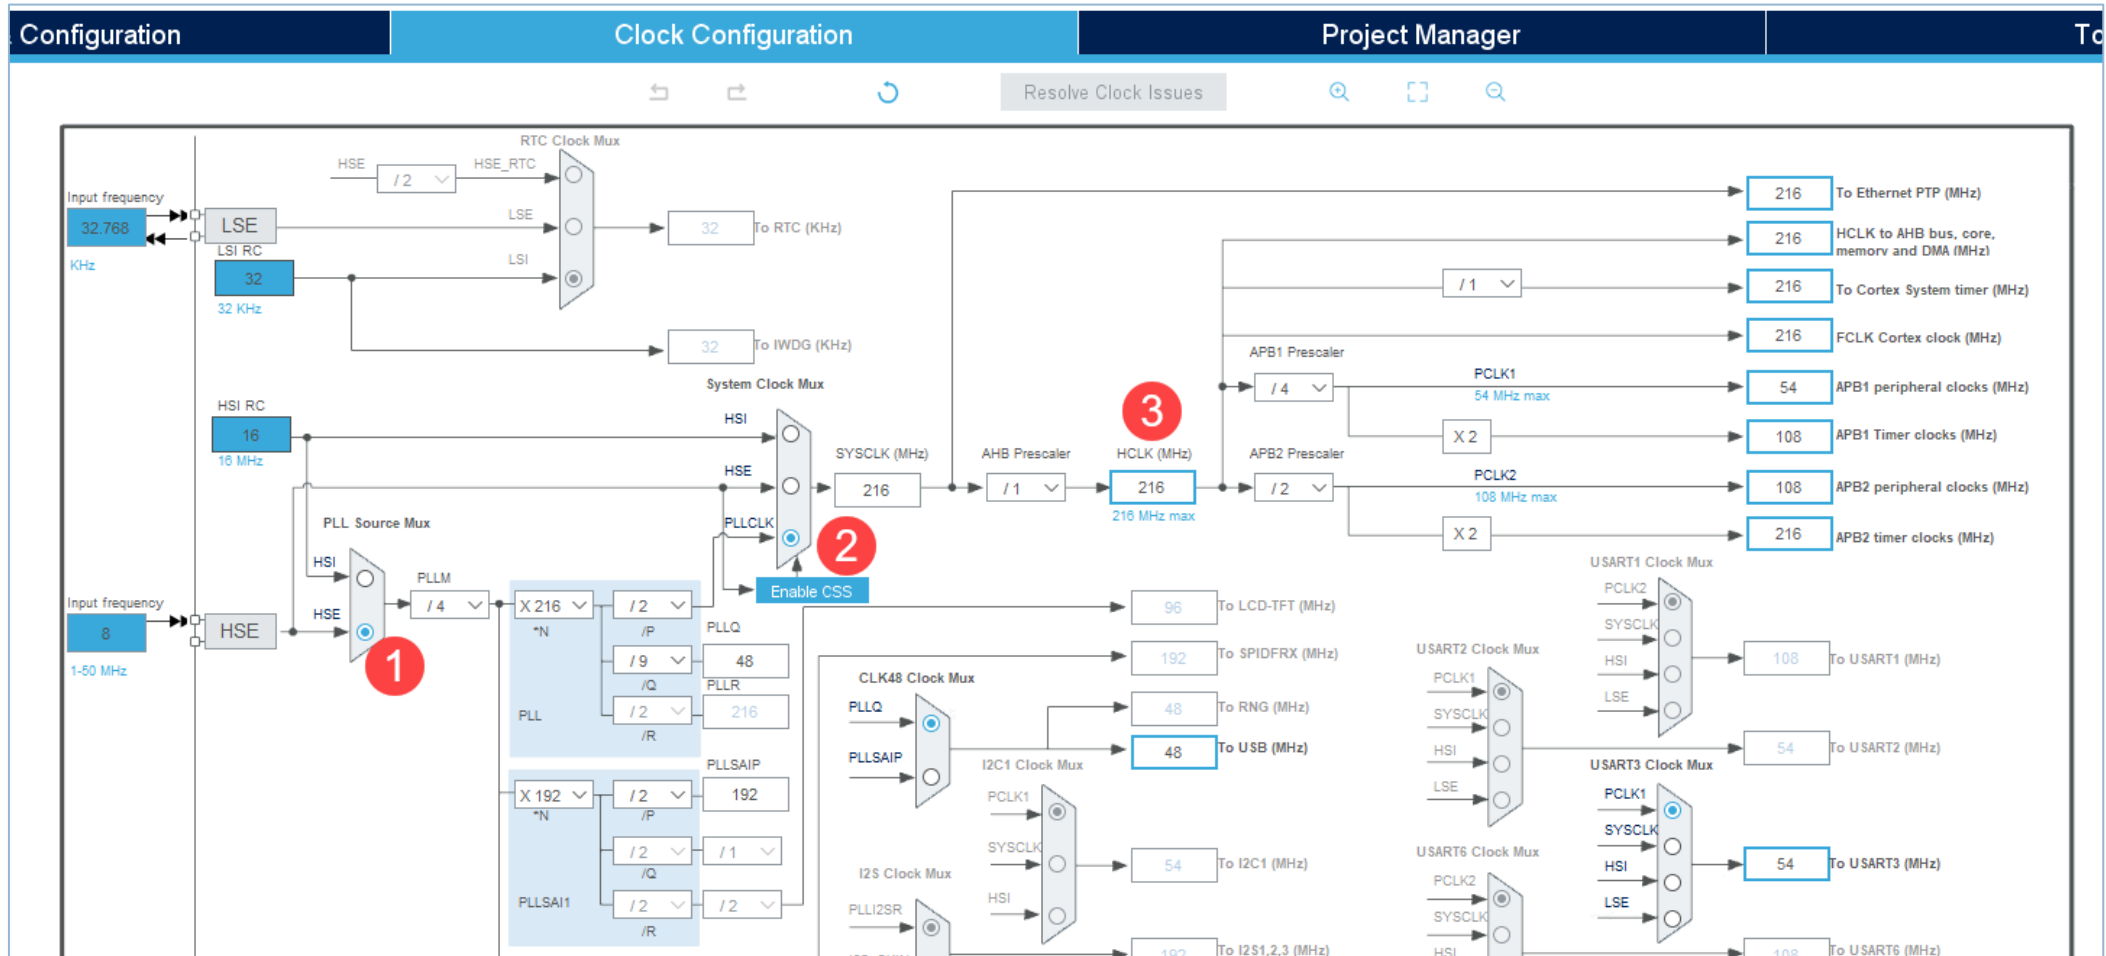 Configuration
Clock Configuration
Project Manager
To
Resolve Clock Issues
RTC Clock Mux
HSE
/ 2
HSE_RTC
Input frequency
32.768
KHz
LSE
LSE
32
To RTC (KHz)
LSI RC
32
32 KHz
LSI
32
To IWDG (KHz)
216
To Ethernet PTP (MHz)
216
HCLK to AHB bus, core,
memory and DMA (MHz)
/ 1
216
To Cortex System timer (MHz)
216
FCLK Cortex clock (MHz)
APB1 Prescaler
/ 4
PCLK1
54 MHz max
54
APB1 peripheral clocks (MHz)
X 2
108
APB1 Timer clocks (MHz)
HSI RC
16
16 MHz
System Clock Mux
HSI
HSE
PLLCLK
2
Enable CSS
SYSCLK (MHz)
216
AHB Prescaler
/ 1
3
HCLK (MHz)
216
216 MHz max
APB2 Prescaler
/ 2
PCLK2
108 MHz max
108
APB2 peripheral clocks (MHz)
X 2
216
APB2 timer clocks (MHz)
PLL Source Mux
HSI
HSE
1
Input frequency
8
1-50 MHz
HSE
PLLM
/ 4
X 216
*N
/ 2
/P
PLLQ
/ 9
48
/Q
PLLR
/ 2
216
/R
PLL
PLLSAIP
X 192
*N
/ 2
192
/P
/ 2
/ 1
/Q
PLLSAI1
/ 2
/ 2
/R
96
To LCD-TFT (MHz)
192
To SPIDFRX (MHz)
CLK48 Clock Mux
PLLQ
PLLSAIP
48
To RNG (MHz)
48
To USB (MHz)
I2C1 Clock Mux
PCLK1
SYSCLK
HSI
54
To I2C1 (MHz)
I2S Clock Mux
PLLI2SR
192
To I2S1,2,3 (MHz)
USART1 Clock Mux
PCLK2
SYSCLK
HSI
LSE
108
To USART1 (MHz)
USART2 Clock Mux
PCLK1
SYSCLK
HSI
LSE
54
To USART2 (MHz)
USART3 Clock Mux
PCLK1
SYSCLK
HSI
LSE
54
To USART3 (MHz)
USART6 Clock Mux
PCLK2
SYSCLK
HSI
108
To USART6 (MHz)